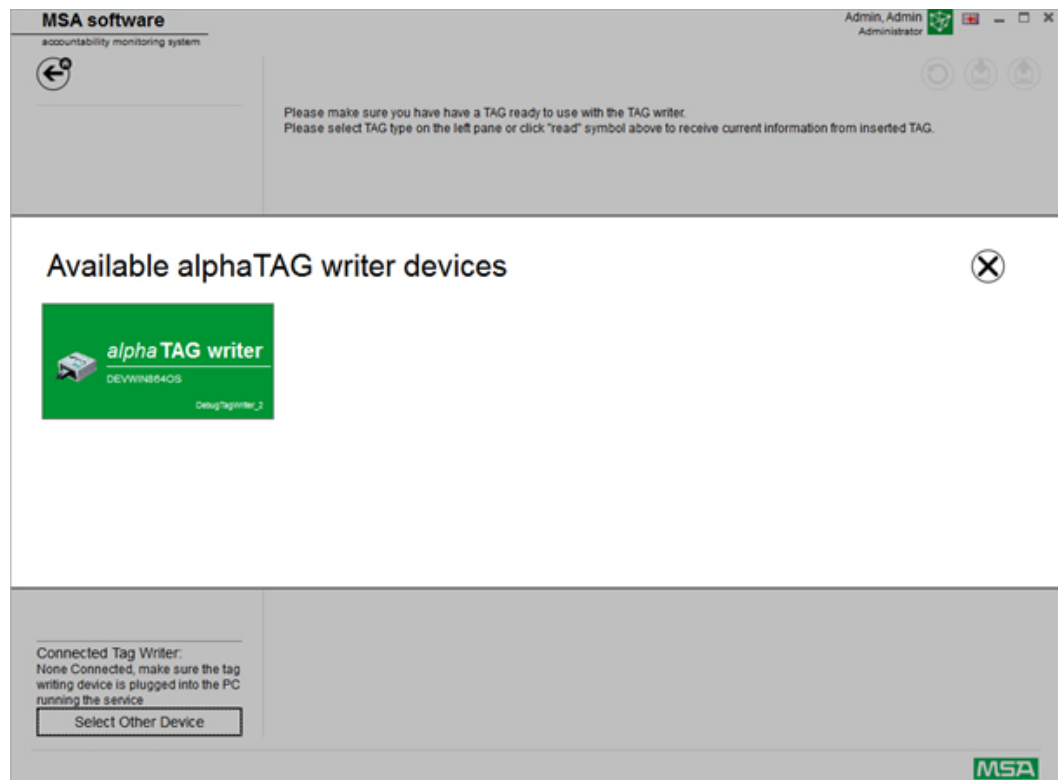 MSA software
accountability monitoring system
Admin, Admin
Administrator
Please make sure you have have a TAG ready to use with the TAG writer.
Please select TAG type on the left pane or click "read" symbol above to receive current information from inserted TAG.
Available alphaTAG writer devices
alpha TAG writer
DEVWIN864OS
DebugTagWriter_2
Connected Tag Writer:
None Connected, make sure the tag
writing device is plugged into the PC
running the service
Select Other Device
MSA